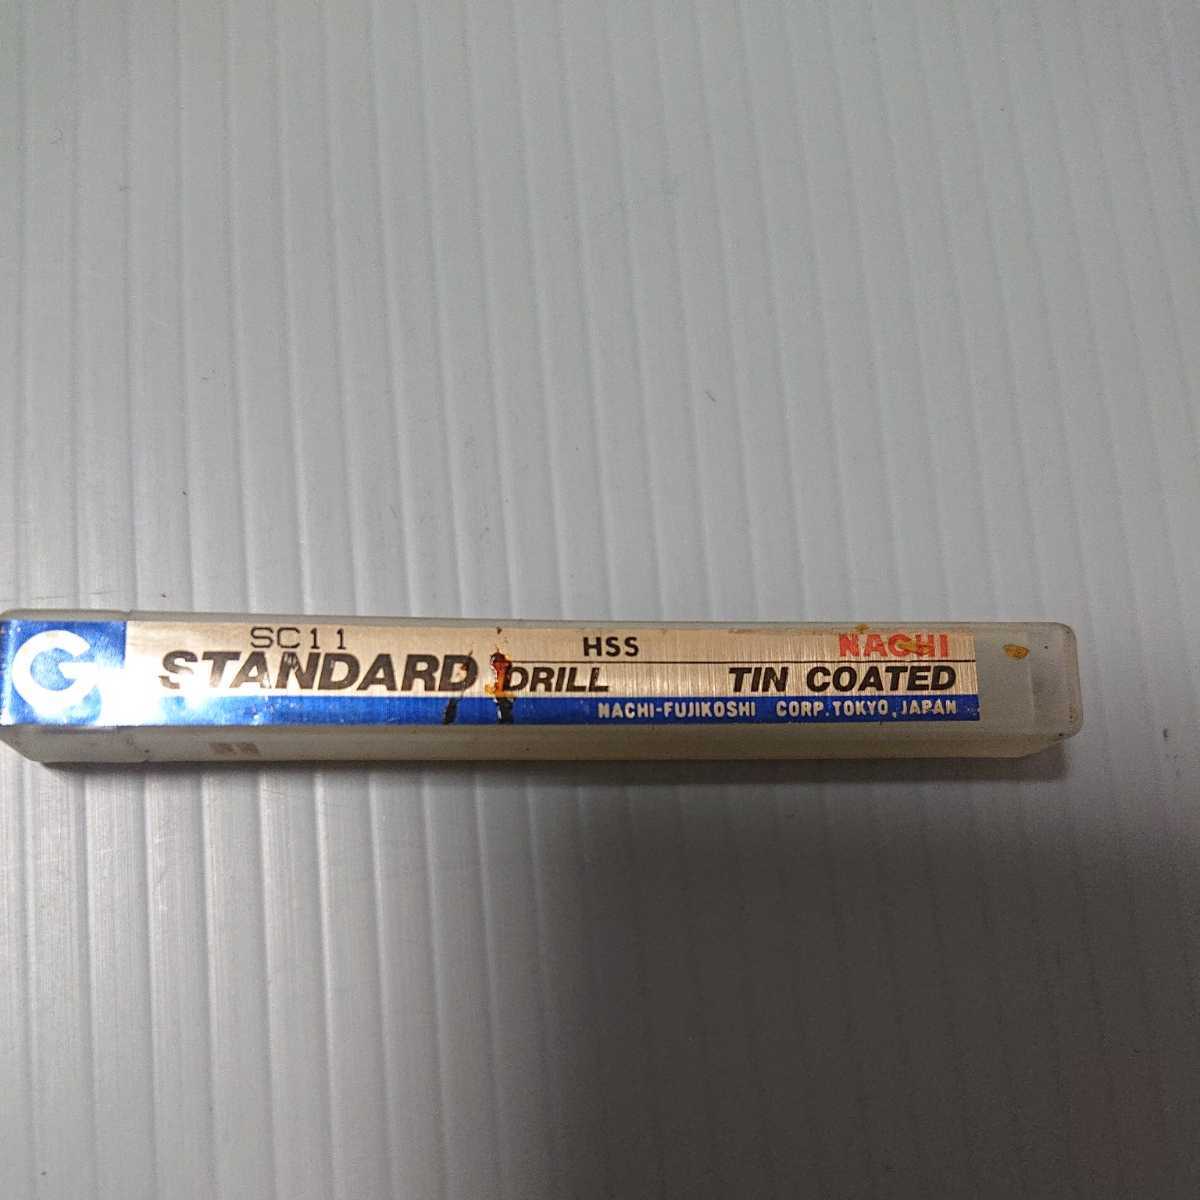 G
SC11 HSS NACHI
STANDARD DRILL TIN COATED
NACHI-FUJIKOSHI CORP. TOKYO, JAPAN